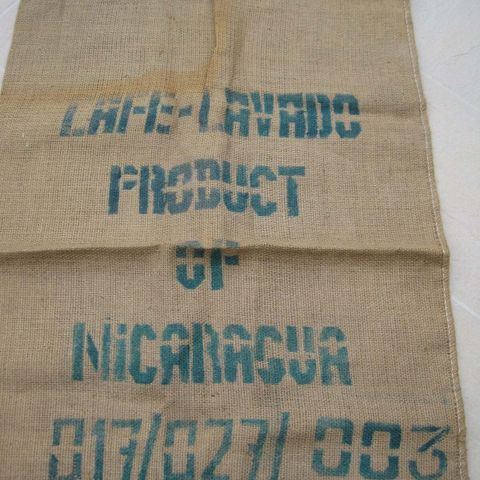 CAFE-LAVADO
PRODUCT
OF
NiCARAGUA
017/027/003